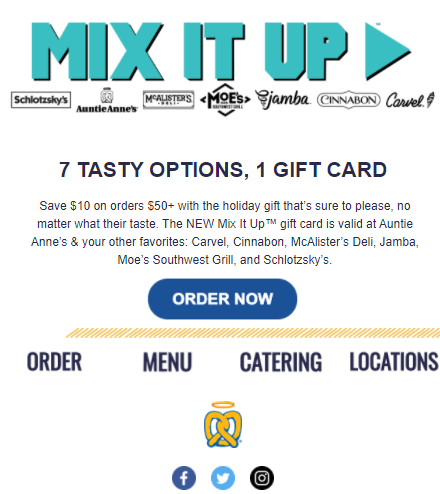 MIX IT UP
Schlotzsky's AuntieAnne's McALISTER'S DELI MOE'S SOUTHWEST GRILL jamba CINNABON Carvel
7 TASTY OPTIONS, 1 GIFT CARD
Save $10 on orders $50+ with the holiday gift that's sure to please, no
matter what their taste. The NEW Mix It Up™ gift card is valid at Auntie
Anne's & your other favorites: Carvel, Cinnabon, McAlister's Deli, Jamba,
Moe's Southwest Grill, and Schlotzsky's.
ORDER NOW
ORDER MENU CATERING LOCATIONS